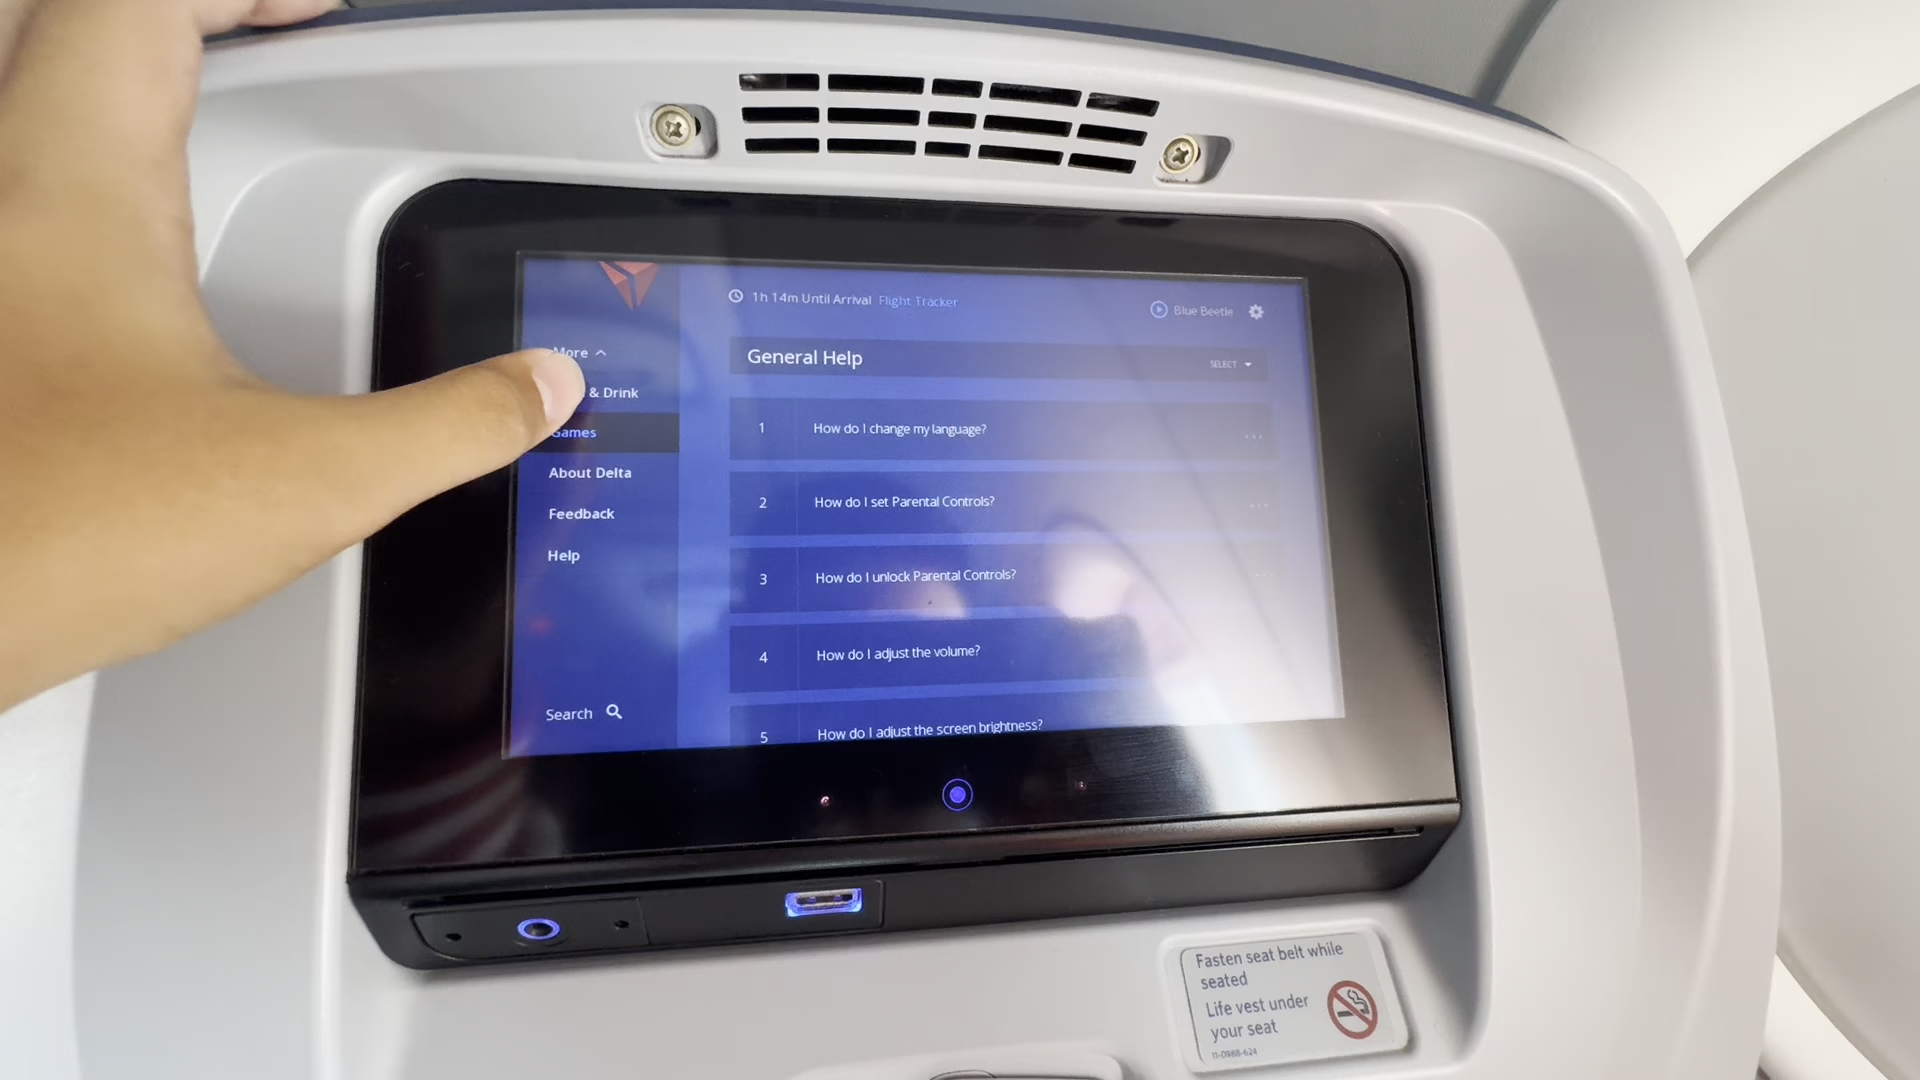 1h 14m Until Arrival Flight Tracker
Blue Beetle
More
& Drink
Games
About Delta
Feedback
Help
Search
General Help
SELECT
1 How do I change my language?
2 How do I set Parental Controls?
3 How do I unlock Parental Controls?
4 How do I adjust the volume?
5 How do I adjust the screen brightness?
Fasten seat belt while
seated
Life vest under
your seat
11-0988-624